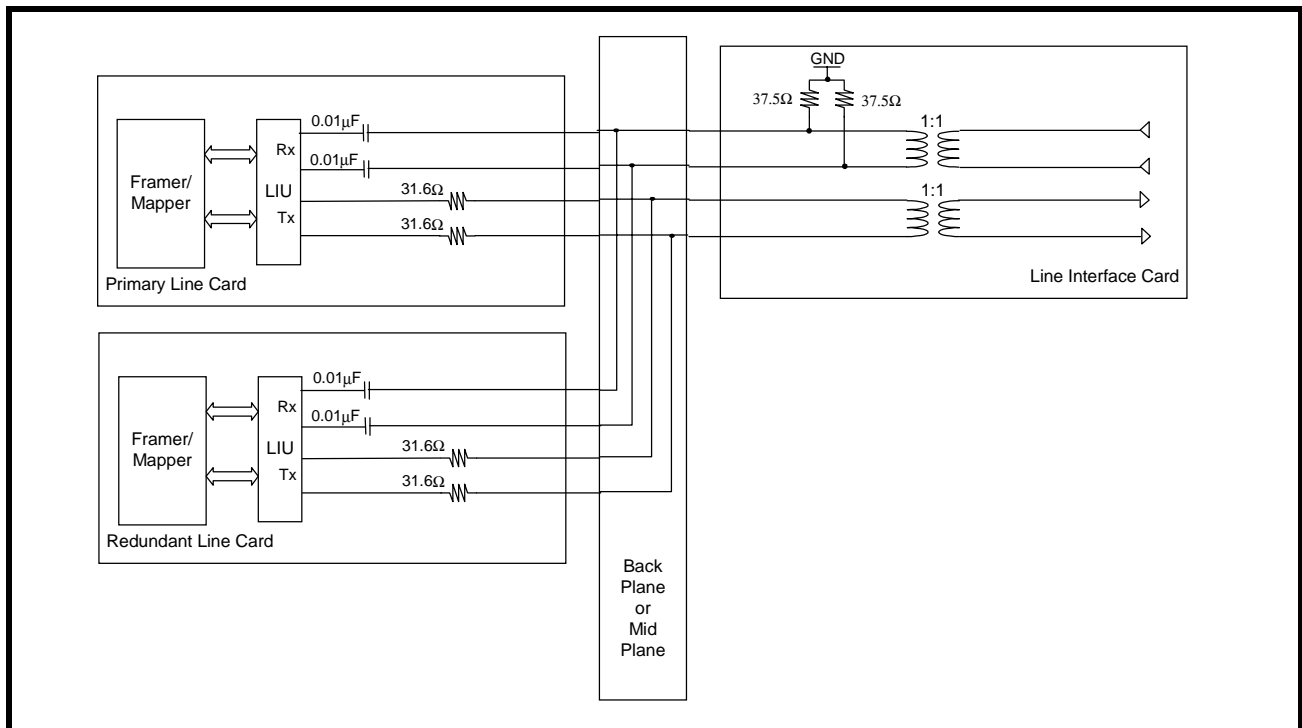 GND
37.5Ω
37.5Ω
1:1
0.01µF
Rx
0.01µF
Framer/
Mapper
LIU
31.6Ω
1:1
Tx
31.6Ω
Primary Line Card
Line Interface Card
0.01µF
Rx
0.01µF
Framer/
Mapper
LIU
31.6Ω
Tx
31.6Ω
Redundant Line Card
Back
Plane
or
Mid
Plane